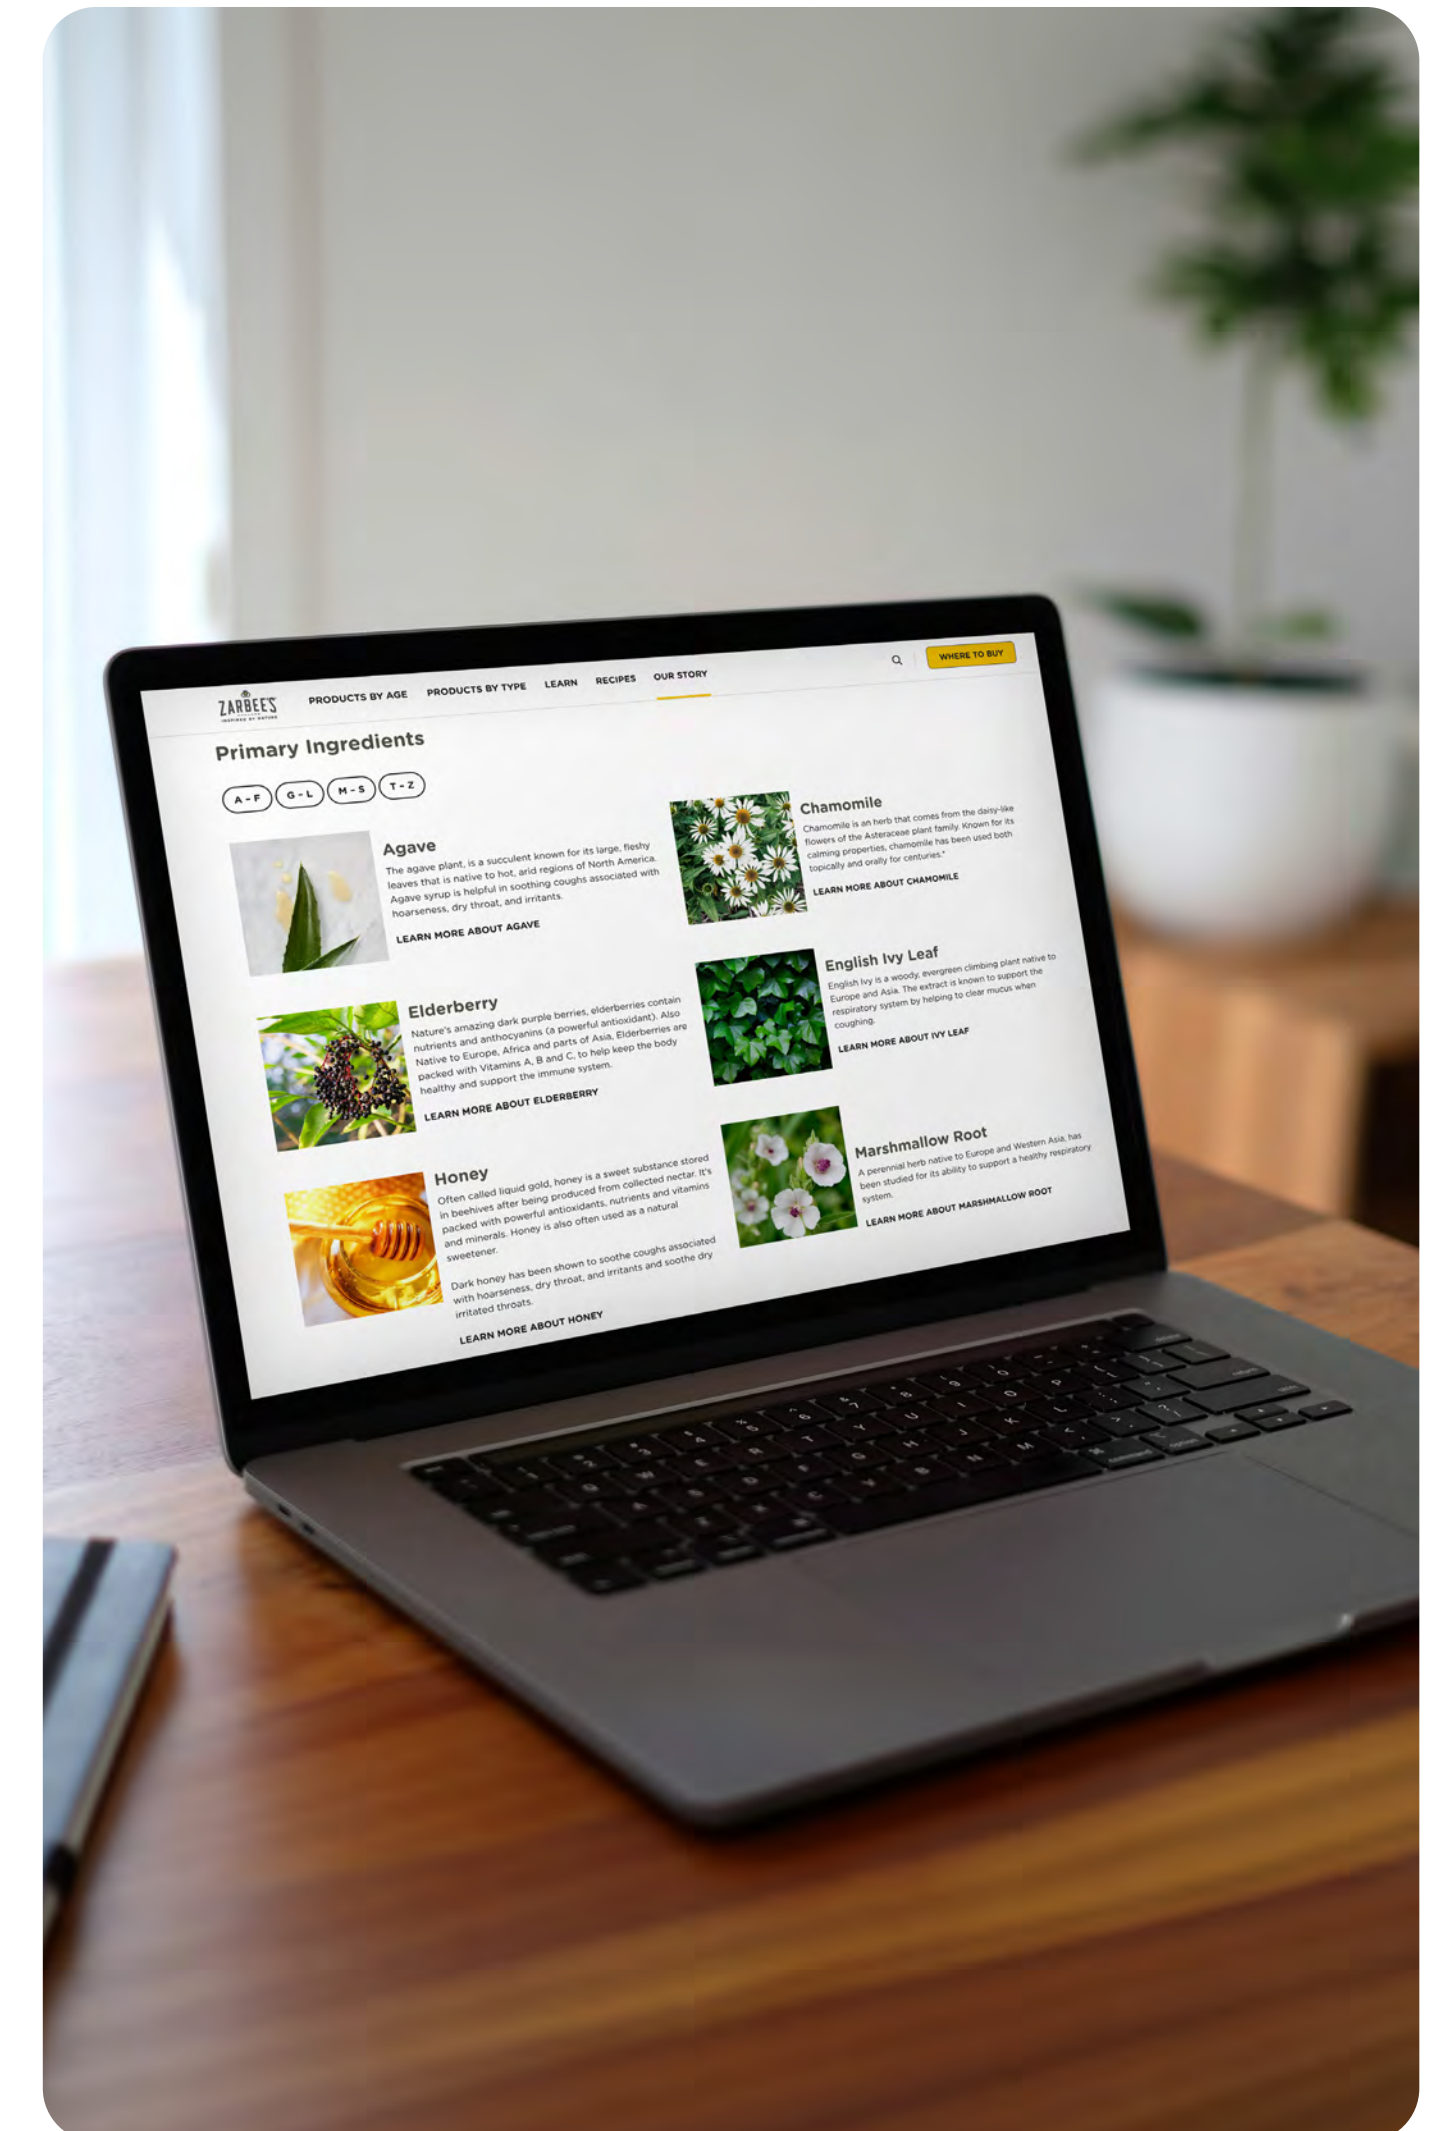 ZARBEE'S
INSPIRED BY NATURE
PRODUCTS BY AGE
PRODUCTS BY TYPE
LEARN
RECIPES
OUR STORY
WHERE TO BUY
Primary Ingredients
A - F
G - L
M - S
T - Z
Agave
The agave plant, is a succulent known for its large, fleshy
leaves that is native to hot, arid regions of North America.
Agave syrup is helpful in soothing coughs associated with
hoarseness, dry throat, and irritants.
LEARN MORE ABOUT AGAVE
Chamomile
Chamomile is an herb that comes from the daisy-like
flowers of the Asteraceae plant family. Known for its
calming properties, chamomile has been used both
topically and orally for centuries.*
LEARN MORE ABOUT CHAMOMILE
Elderberry
Nature's amazing dark purple berries, elderberries contain
nutrients and anthocyanins (a powerful antioxidant). Also
Native to Europe, Africa and parts of Asia, Elderberries are
packed with Vitamins A, B and C, to help keep the body
healthy and support the immune system.
LEARN MORE ABOUT ELDERBERRY
English Ivy Leaf
English Ivy is a woody, evergreen climbing plant native to
Europe and Asia. The extract is known to support the
respiratory system by helping to clear mucus when
coughing.
LEARN MORE ABOUT IVY LEAF
Honey
Often called liquid gold, honey is a sweet substance stored
in beehives after being produced from collected nectar. It's
packed with powerful antioxidants, nutrients and vitamins
and minerals. Honey is also often used as a natural
sweetener.
Dark honey has been shown to soothe coughs associated
with hoarseness, dry throat, and irritants and soothe dry
irritated throats.
LEARN MORE ABOUT HONEY
Marshmallow Root
A perennial herb native to Europe and Western Asia, has
been studied for its ability to support a healthy respiratory
system.
LEARN MORE ABOUT MARSHMALLOW ROOT